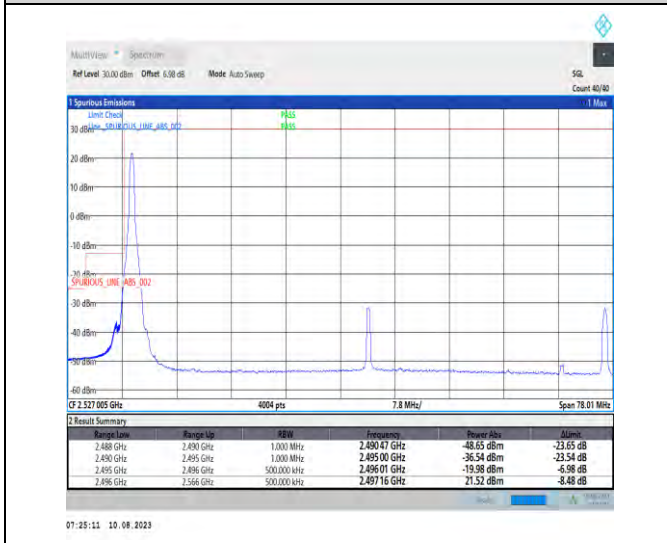 MultiView Spectrum
Ref Level 30.00 dBm Offset 6.98 dB Mode Auto Sweep SGL
Count 40/40
1 Spurious Emissions 1 Max
Limit Check PASS
Line _SPURIOUS_LINE_ABS_002 PASS
30 dBm
20 dBm
10 dBm
0 dBm
-10 dBm
-20 dBm
_SPURIOUS_LINE_ABS_002
-30 dBm
-40 dBm
-50 dBm
-60 dBm
CF 2.527 005 GHz 4004 pts 7.8 MHz/ Span 78.01 MHz
2 Result Summary
Range Low Range Up RBW Frequency Power Abs ΔLimit
2.488 GHz 2.490 GHz 1.000 MHz 2.490 47 GHz -48.65 dBm -23.65 dB
2.490 GHz 2.495 GHz 1.000 MHz 2.495 00 GHz -36.54 dBm -23.54 dB
2.495 GHz 2.496 GHz 500.000 kHz 2.496 01 GHz -19.98 dBm -6.98 dB
2.496 GHz 2.566 GHz 500.000 kHz 2.497 16 GHz 21.52 dBm -8.48 dB
07:25:11 10.08.2023